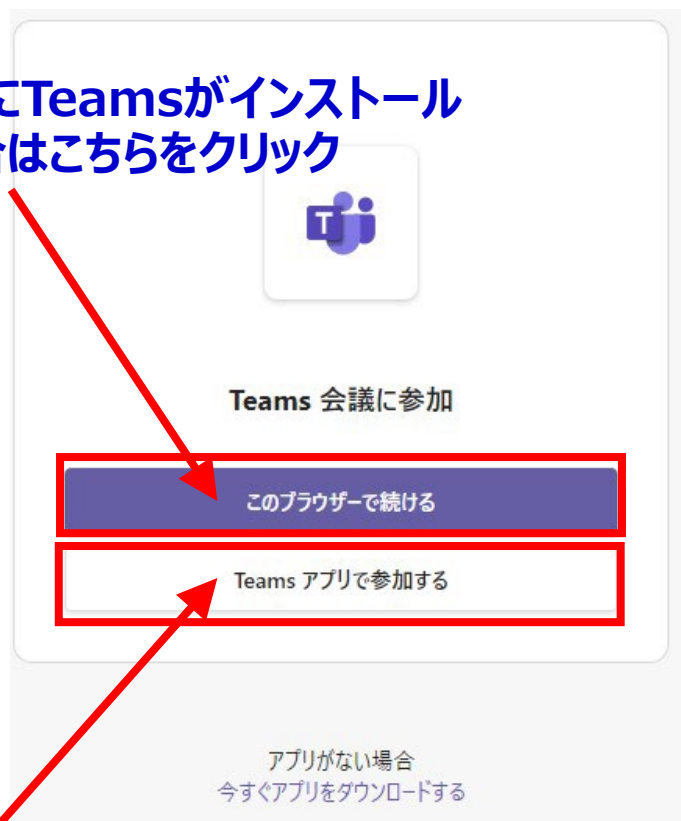 にTeamsがインストール
合はこちらをクリック
T
Teams 会議に参加
このブラウザーで続ける
Teams アプリで参加する
アプリがない場合
今すぐアプリをダウンロードする